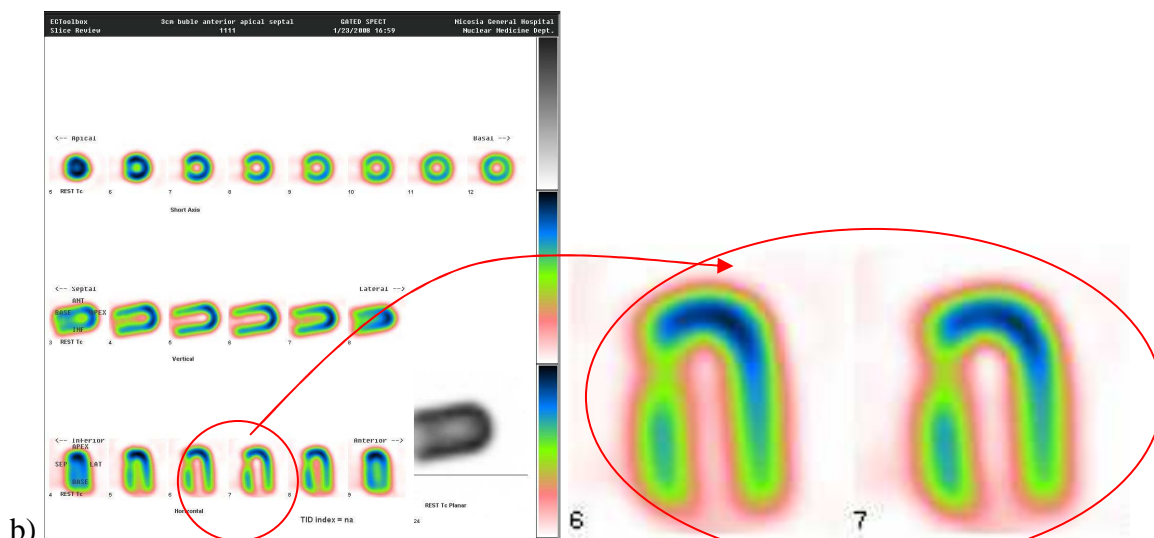 ECToolbox 3cm buble anterior apical septal GATED SPECT Nicosia General Hospital
Slice Review 1111 1/23/2008 16:59 Nuclear Medicine Dept.
<-- Apical Basal -->
5 6 7 8 9 10 11 12
REST Tc
Short Axis
<-- Septal Lateral -->
ANT
BASE APEX
INF
3 4 5 6 7 8
REST Tc
Vertical
<-- Inferior Anterior -->
APEX
SEP LAT
BASE
4 5 6 7 8 9
REST Tc
REST Tc Planar
Horizontal
TID index = na
24
6 7
b)